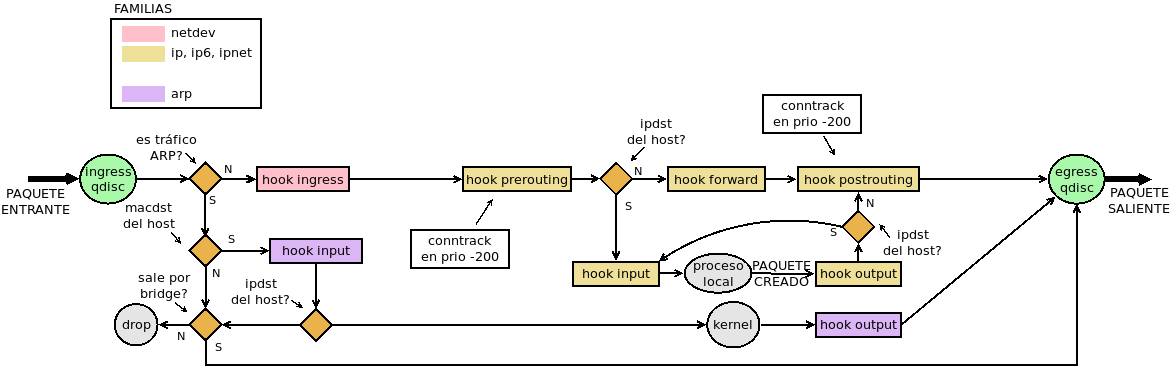 FAMILIAS
netdev
ip, ip6, ipnet
arp
conntrack
en prio -200
ipdst
del host?
es tráfico
ARP?
PAQUETE
ENTRANTE
ingress
qdisc
N
hook ingress
hook prerouting
N
hook forward
hook postrouting
egress
qdisc
PAQUETE
SALIENTE
S
S
macdst
del host
S
hook input
N
conntrack
en prio -200
hook input
proceso
local
PAQUETE
CREADO
hook output
N
S
ipdst
del host?
sale por
bridge?
ipdst
del host?
drop
N
S
kernel
hook output